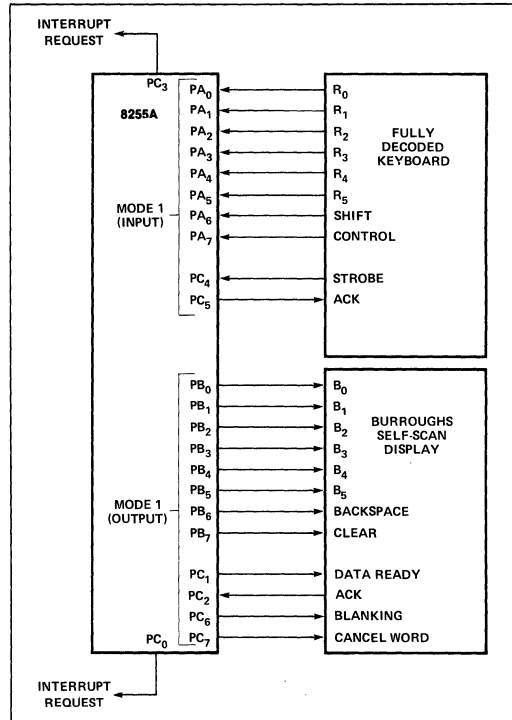 INTERRUPT
REQUEST
PC3
8255A
MODE 1
(INPUT)
PA0
PA1
PA2
PA3
PA4
PA5
PA6
PA7
PC4
PC5
R0
R1
R2
R3
R4
R5
SHIFT
CONTROL
STROBE
ACK
FULLY
DECODED
KEYBOARD
MODE 1
(OUTPUT)
PB0
PB1
PB2
PB3
PB4
PB5
PB6
PB7
PC1
PC2
PC6
PC7
B0
B1
B2
B3
B4
B5
BACKSPACE
CLEAR
DATA READY
ACK
BLANKING
CANCEL WORD
BURROUGHS
SELF-SCAN
DISPLAY
PC0
INTERRUPT
REQUEST